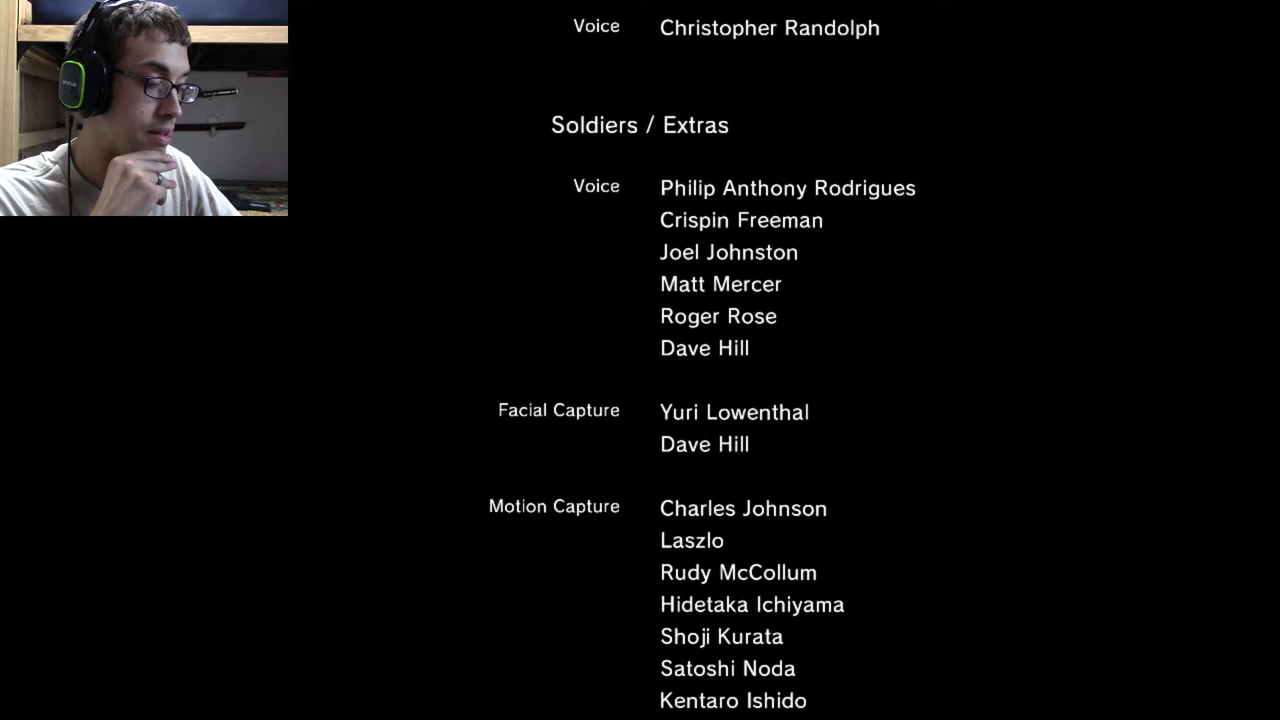 Voice Christopher Randolph
Soldiers / Extras
Voice Philip Anthony Rodrigues
Crispin Freeman
Joel Johnston
Matt Mercer
Roger Rose
Dave Hill
Facial Capture Yuri Lowenthal
Dave Hill
Motion Capture Charles Johnson
Laszlo
Rudy McCollum
Hidetaka Ichiyama
Shoji Kurata
Satoshi Noda
Kentaro Ishido